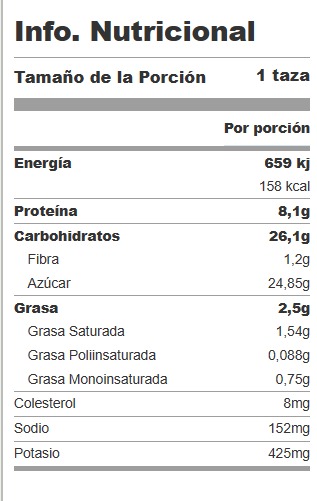 Info. Nutricional
Tamaño de la Porción 1 taza
Por porción
Energía 659 kj
158 kcal
Proteína 8,1g
Carbohidratos 26,1g
Fibra 1,2g
Azúcar 24,85g
Grasa 2,5g
Grasa Saturada 1,54g
Grasa Poliinsaturada 0,088g
Grasa Monoinsaturada 0,75g
Colesterol 8mg
Sodio 152mg
Potasio 425mg